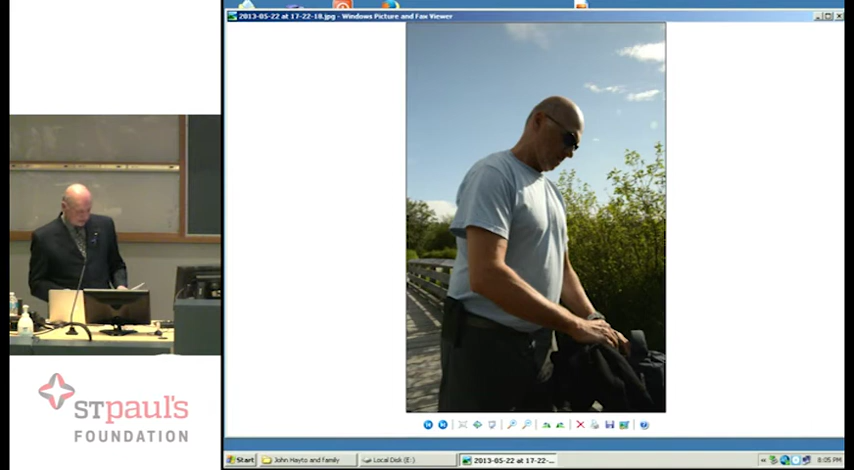 2013-05-22 at 17-22-18.jpg - Windows Picture and Fax Viewer
ST PAUL'S
FOUNDATION
Start
John Hayto and family
Local Disk (E:)
2013-05-22 at 17-22-...
8:05 PM